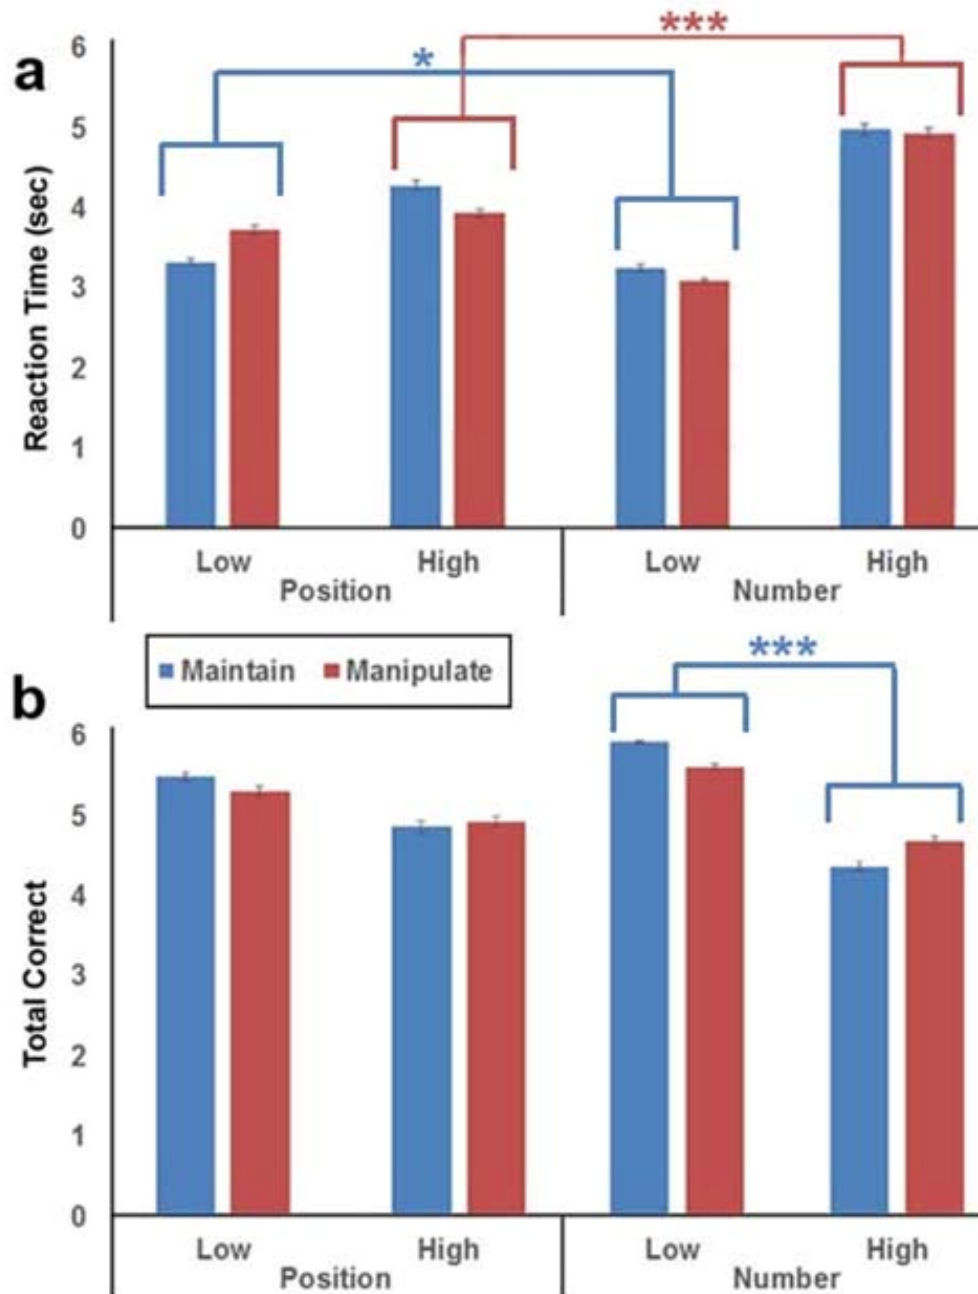 ***
a
*
6
5
4
3
2
1
0
Reaction Time (sec)
Low High Low High
Position Number
Maintain Manipulate
***
b
6
5
4
3
2
1
0
Total Correct
Low High Low High
Position Number